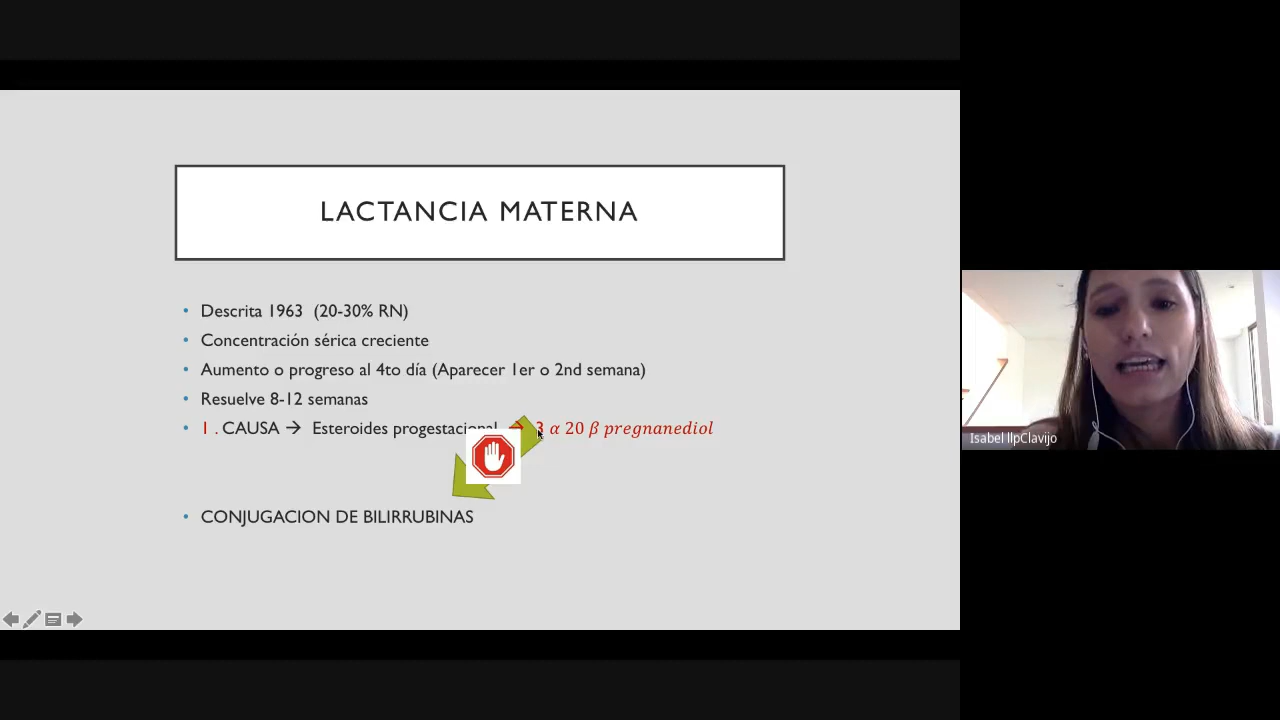 LACTANCIA MATERNA
• Descrita 1963 (20-30% RN)
• Concentración sérica creciente
• Aumento o progreso al 4to día (Aparecer 1er o 2nd semana)
• Resuelve 8-12 semanas
• 1 . CAUSA → Esteroides progestacional → 3 α 20 β pregnanediol
• CONJUGACION DE BILIRRUBINAS
Isabel llpClavijo